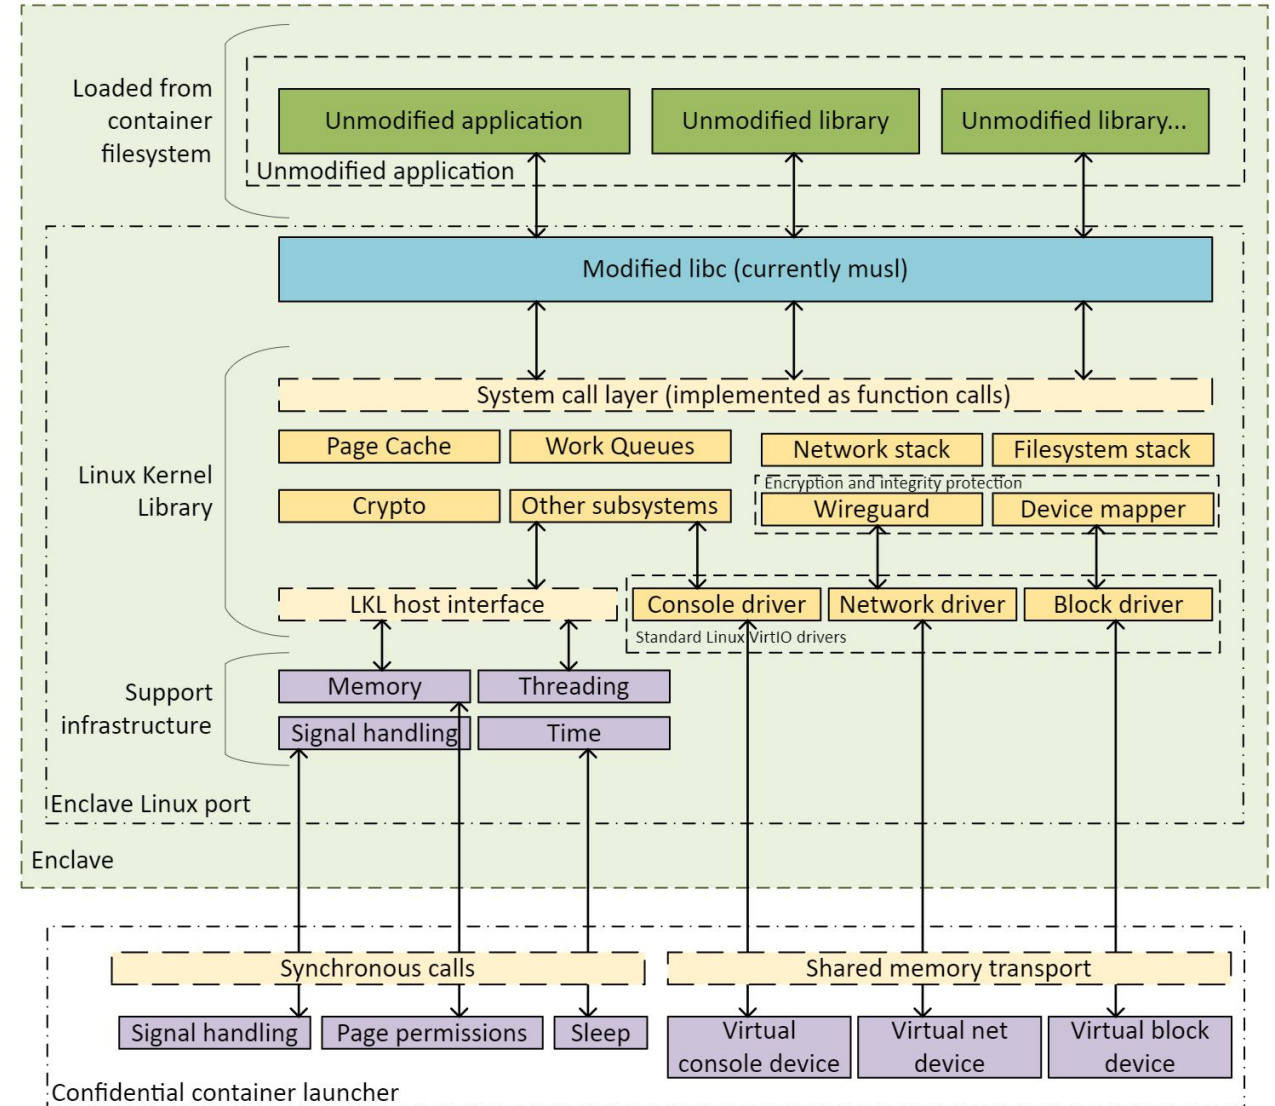 Loaded from
container
filesystem
Unmodified application
Unmodified library
Unmodified library...
Unmodified application
Modified libc (currently musl)
Linux Kernel
Library
System call layer (implemented as function calls)
Page Cache
Work Queues
Network stack
Filesystem stack
Encryption and integrity protection
Crypto
Other subsystems
Wireguard
Device mapper
LKL host interface
Console driver
Network driver
Block driver
Standard Linux VirtIO drivers
Support
infrastructure
Memory
Threading
Signal handling
Time
Enclave Linux port
Enclave
Synchronous calls
Shared memory transport
Signal handling
Page permissions
Sleep
Virtual
console device
Virtual net
device
Virtual block
device
Confidential container launcher